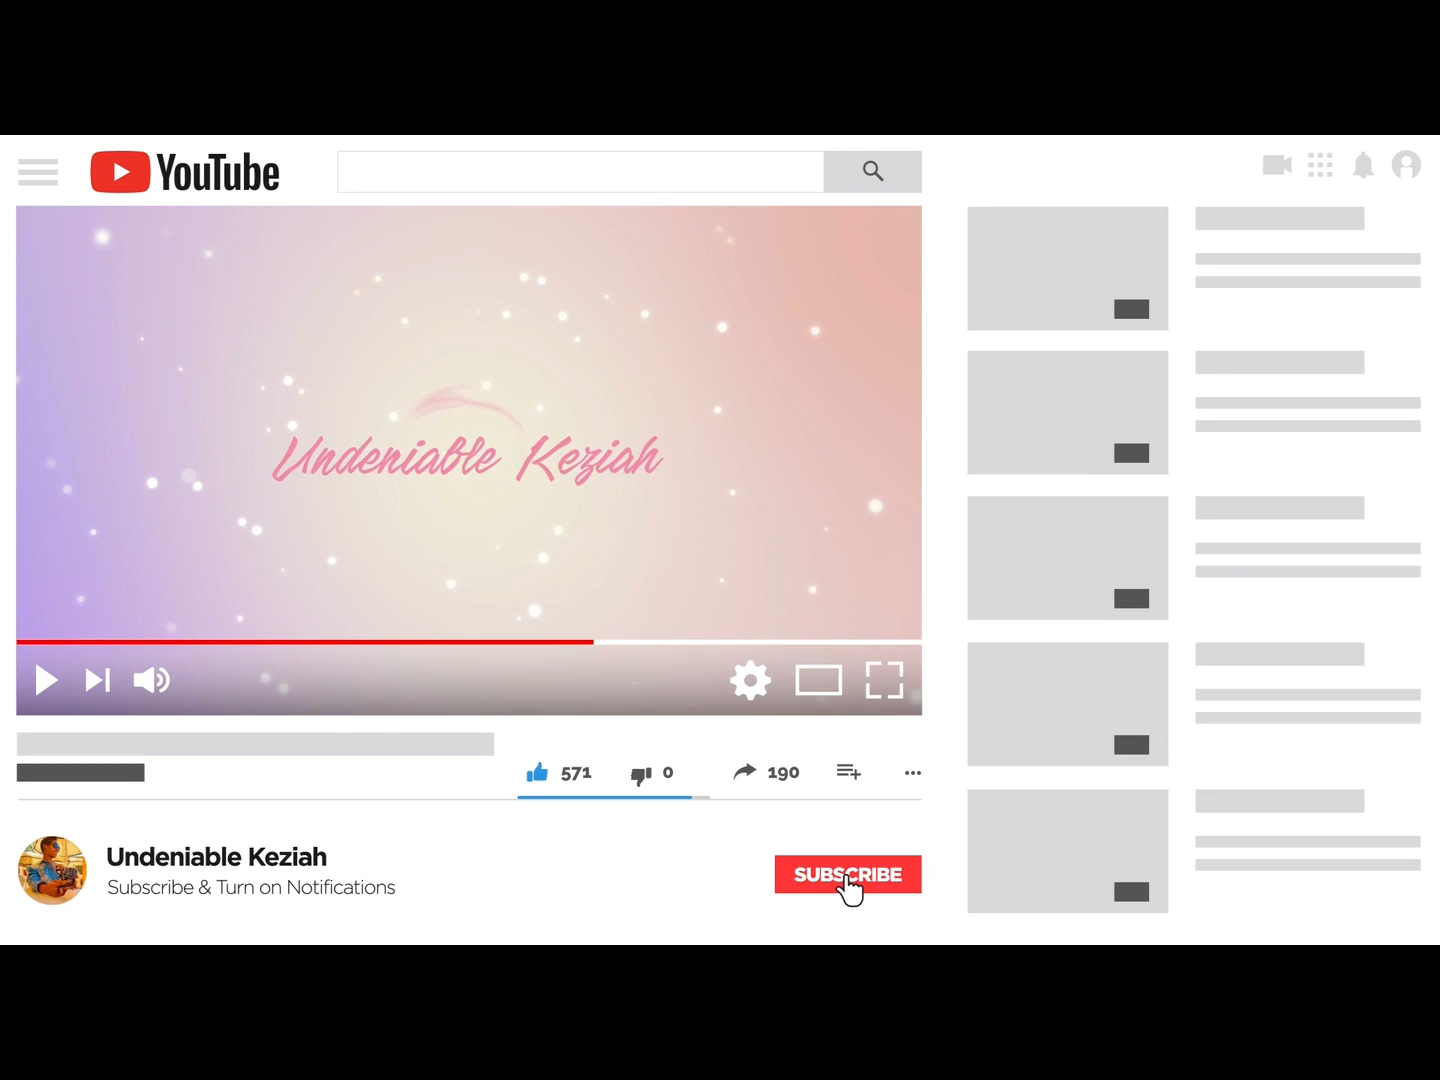 YouTube
Undeniable Keziah
571 0 190
Undeniable Keziah
Subscribe & Turn on Notifications
SUBSCRIBE